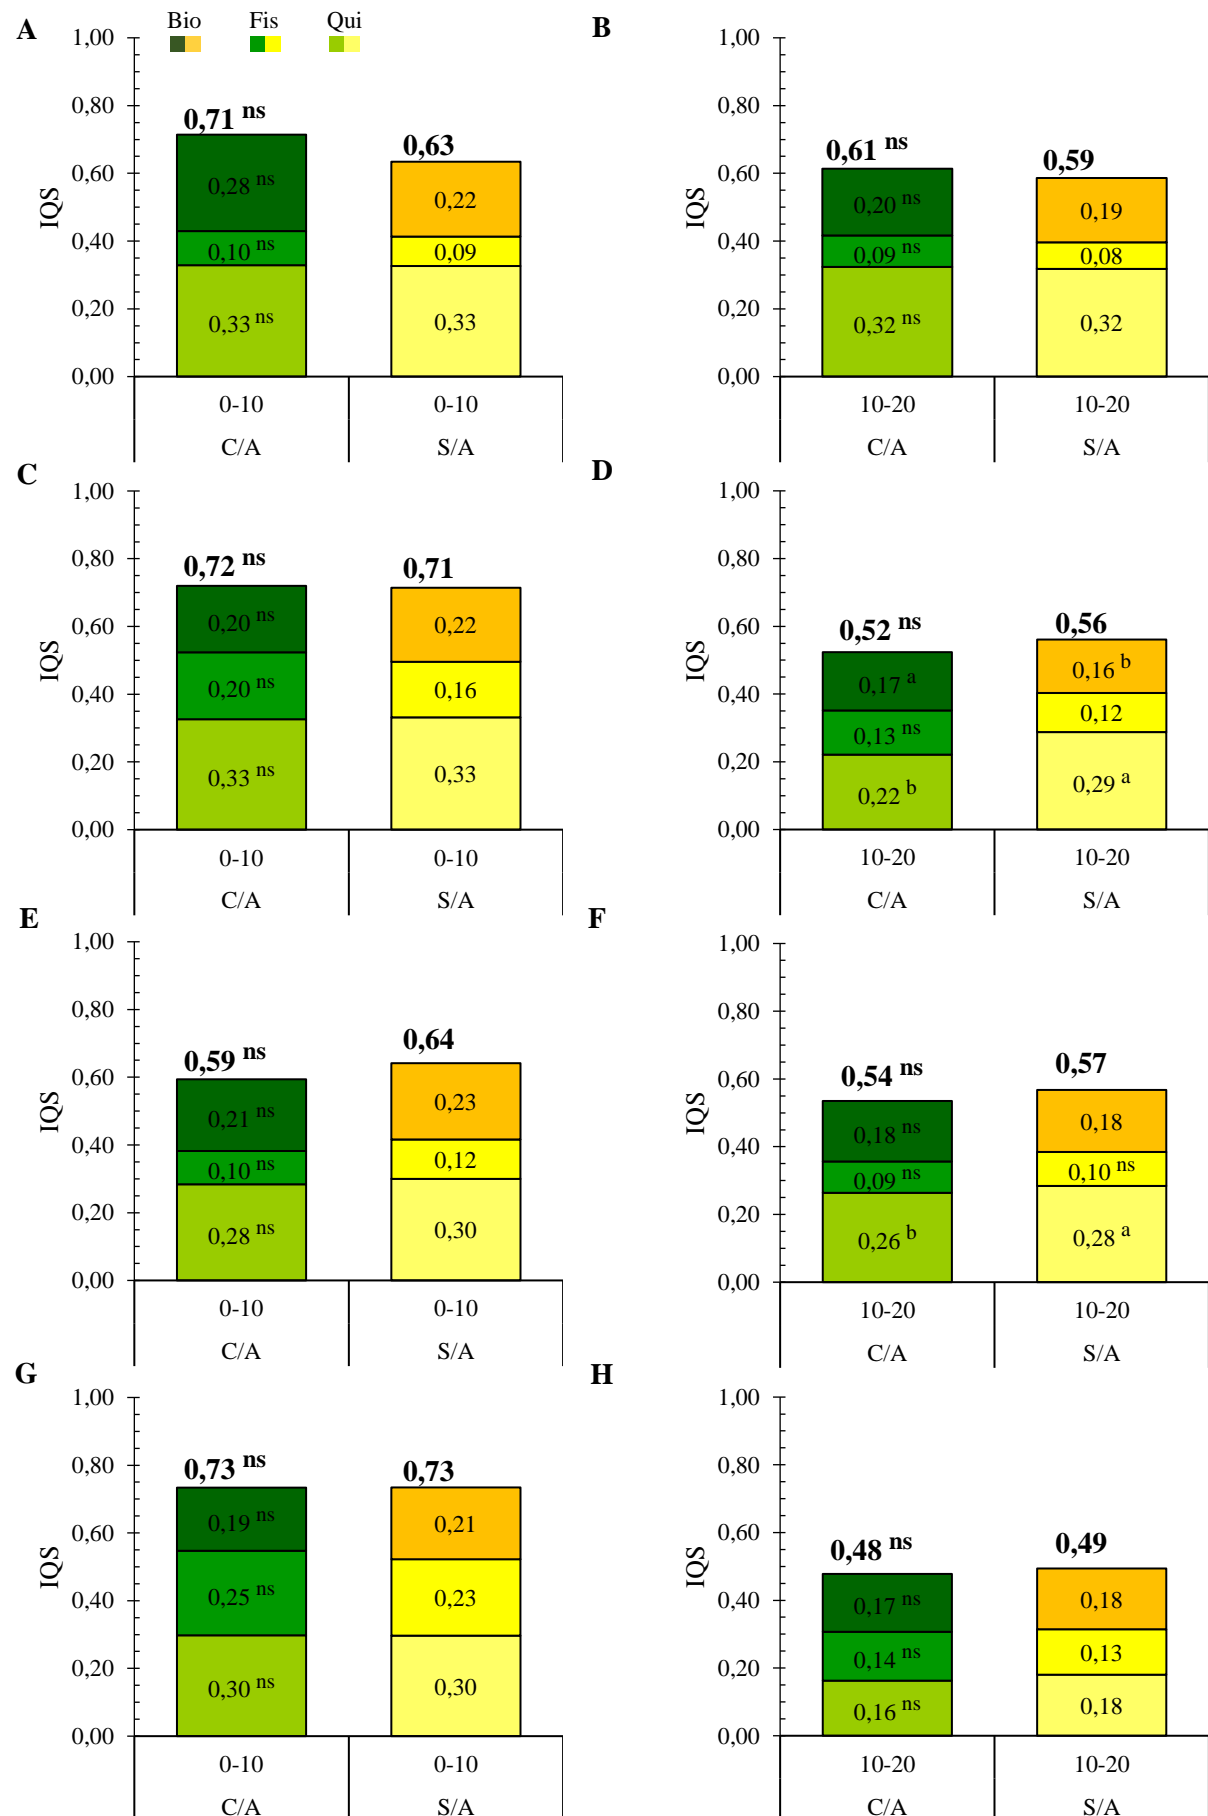 A
Bio Fis Qui
1,00
0,80
0,60
0,40
0,20
0,00
IQS
0,71 ns
0,28 ns
0,10 ns
0,33 ns
0,63
0,22
0,09
0,33
0-10 0-10
C/A S/A
B
1,00
0,80
0,60
0,40
0,20
0,00
IQS
0,61 ns
0,20 ns
0,09 ns
0,32 ns
0,59
0,19
0,08
0,32
10-20 10-20
C/A S/A
C
1,00
0,80
0,60
0,40
0,20
0,00
IQS
0,72 ns
0,20 ns
0,20 ns
0,33 ns
0,71
0,22
0,16
0,33
0-10 0-10
C/A S/A
D
1,00
0,80
0,60
0,40
0,20
0,00
IQS
0,52 ns
0,17 a
0,13 ns
0,22 b
0,56
0,16 b
0,12
0,29 a
10-20 10-20
C/A S/A
E
1,00
0,80
0,60
0,40
0,20
0,00
IQS
0,59 ns
0,21 ns
0,10 ns
0,28 ns
0,64
0,23
0,12
0,30
0-10 0-10
C/A S/A
F
1,00
0,80
0,60
0,40
0,20
0,00
IQS
0,54 ns
0,18 ns
0,09 ns
0,26 b
0,57
0,18
0,10 ns
0,28 a
10-20 10-20
C/A S/A
G
1,00
0,80
0,60
0,40
0,20
0,00
IQS
0,73 ns
0,19 ns
0,25 ns
0,30 ns
0,73
0,21
0,23
0,30
0-10 0-10
C/A S/A
H
1,00
0,80
0,60
0,40
0,20
0,00
IQS
0,48 ns
0,17 ns
0,14 ns
0,16 ns
0,49
0,18
0,13
0,18
10-20 10-20
C/A S/A